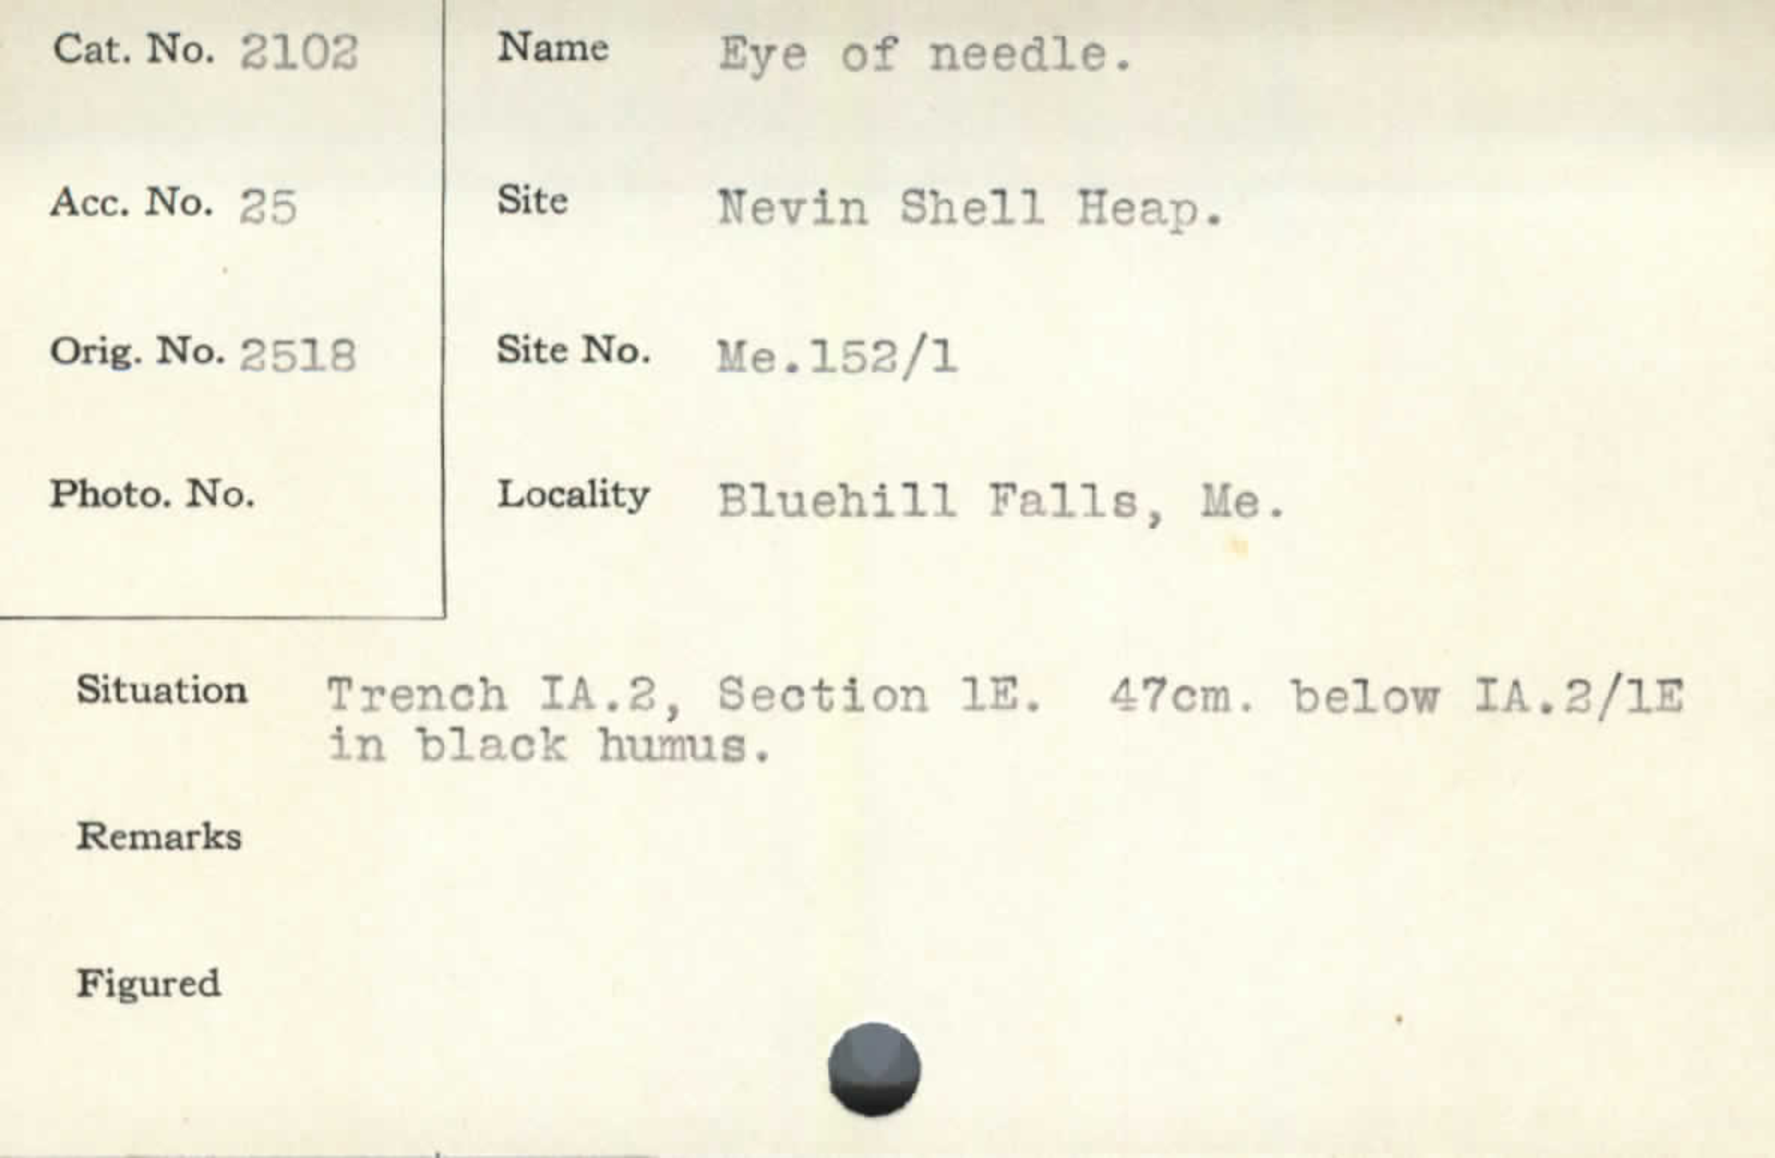 Cat. No. 2102
Acc. No. 25
Orig. No. 2518
Photo. No.
Name Eye of needle.
Site Nevin Shell Heap.
Site No. Me.152/1
Locality Bluehill Falls, Me.
Situation Trench IA.2, Section 1E. 47cm. below IA.2/1E
in black humus.
Remarks
Figured